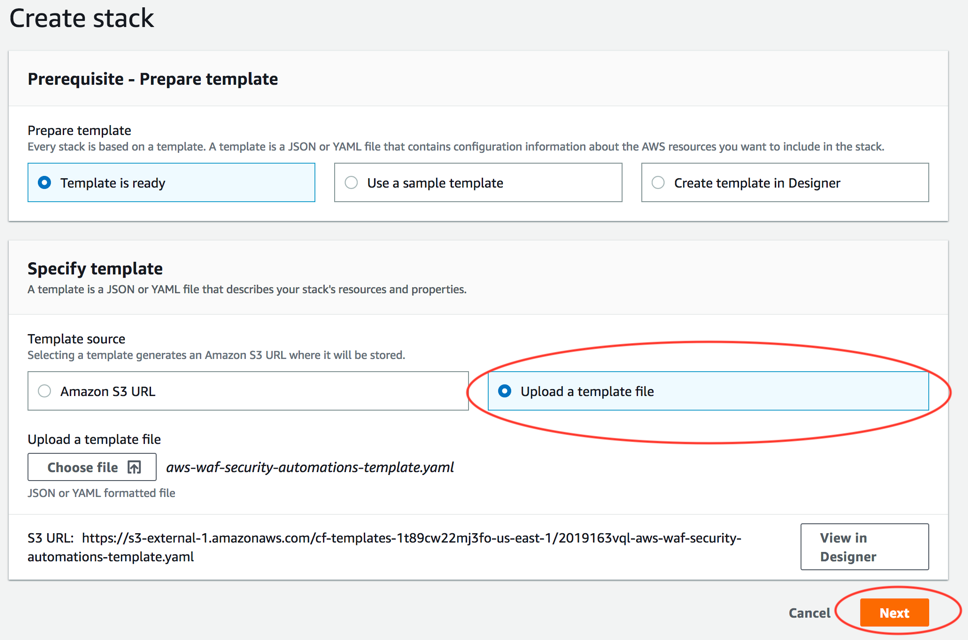 Create stack
Prerequisite - Prepare template
Prepare template
Every stack is based on a template. A template is a JSON or YAML file that contains configuration information about the AWS resources you want to include in the stack.
Template is ready
Use a sample template
Create template in Designer
Specify template
A template is a JSON or YAML file that describes your stack's resources and properties.
Template source
Selecting a template generates an Amazon S3 URL where it will be stored.
Amazon S3 URL
Upload a template file
Upload a template file
Choose file
aws-waf-security-automations-template.yaml
JSON or YAML formatted file
S3 URL: https://s3-external-1.amazonaws.com/cf-templates-1t89cw22mj3fo-us-east-1/2019163vql-aws-waf-security-
automations-template.yaml
View in
Designer
Cancel
Next